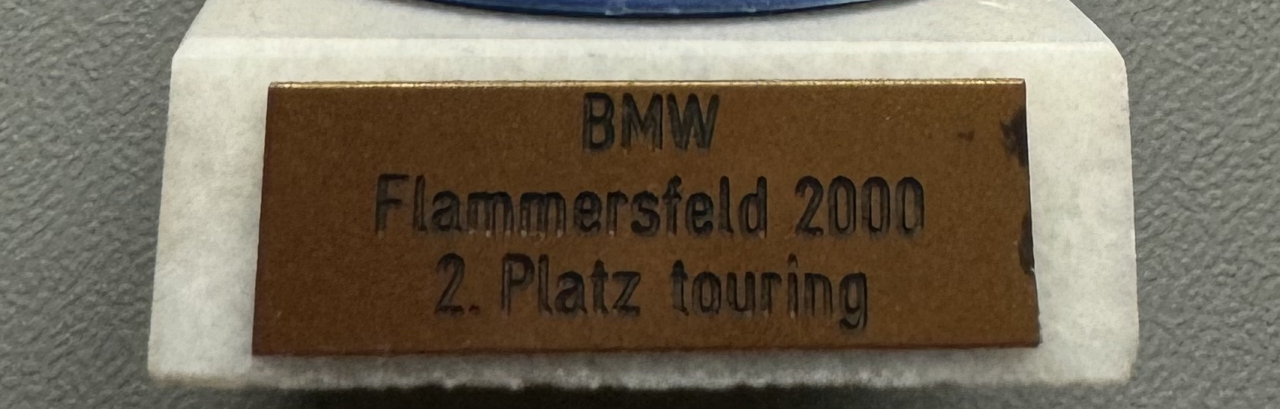 BMW
Flammersfeld 2000
2. Platz touring